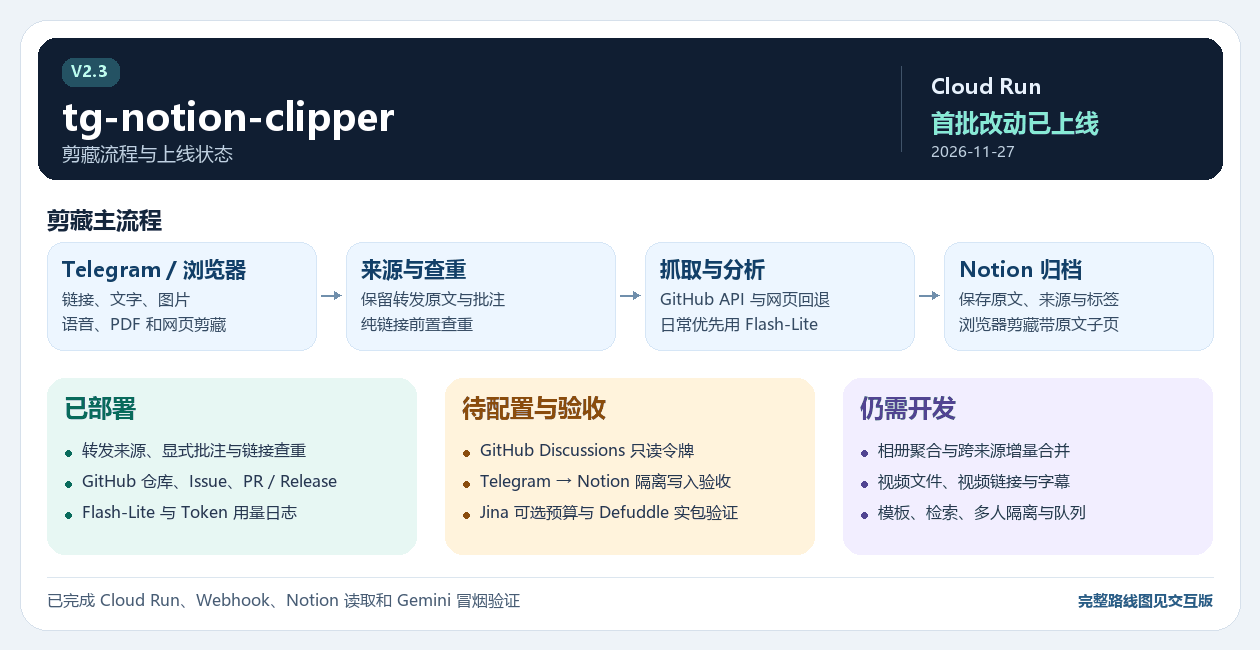 V2.3
tg-notion-clipper
剪藏流程与上线状态
Cloud Run
首批改动已上线
2026-11-27
剪藏主流程
Telegram / 浏览器
链接、文字、图片
语音、PDF 和网页剪藏
来源与查重
保留转发原文与批注
纯链接前置查重
抓取与分析
GitHub API 与网页回退
日常优先用 Flash-Lite
Notion 归档
保存原文、来源与标签
浏览器剪藏带原文子页
已部署
转发来源、显式批注与链接查重
GitHub 仓库、Issue、PR / Release
Flash-Lite 与 Token 用量日志
待配置与验收
GitHub Discussions 只读令牌
Telegram → Notion 隔离写入验收
Jina 可选预算与 Defuddle 实包验证
仍需开发
相册聚合与跨来源增量合并
视频文件、视频链接与字幕
模板、检索、多人隔离与队列
已完成 Cloud Run、Webhook、Notion 读取和 Gemini 冒烟验证
完整路线图见交互版